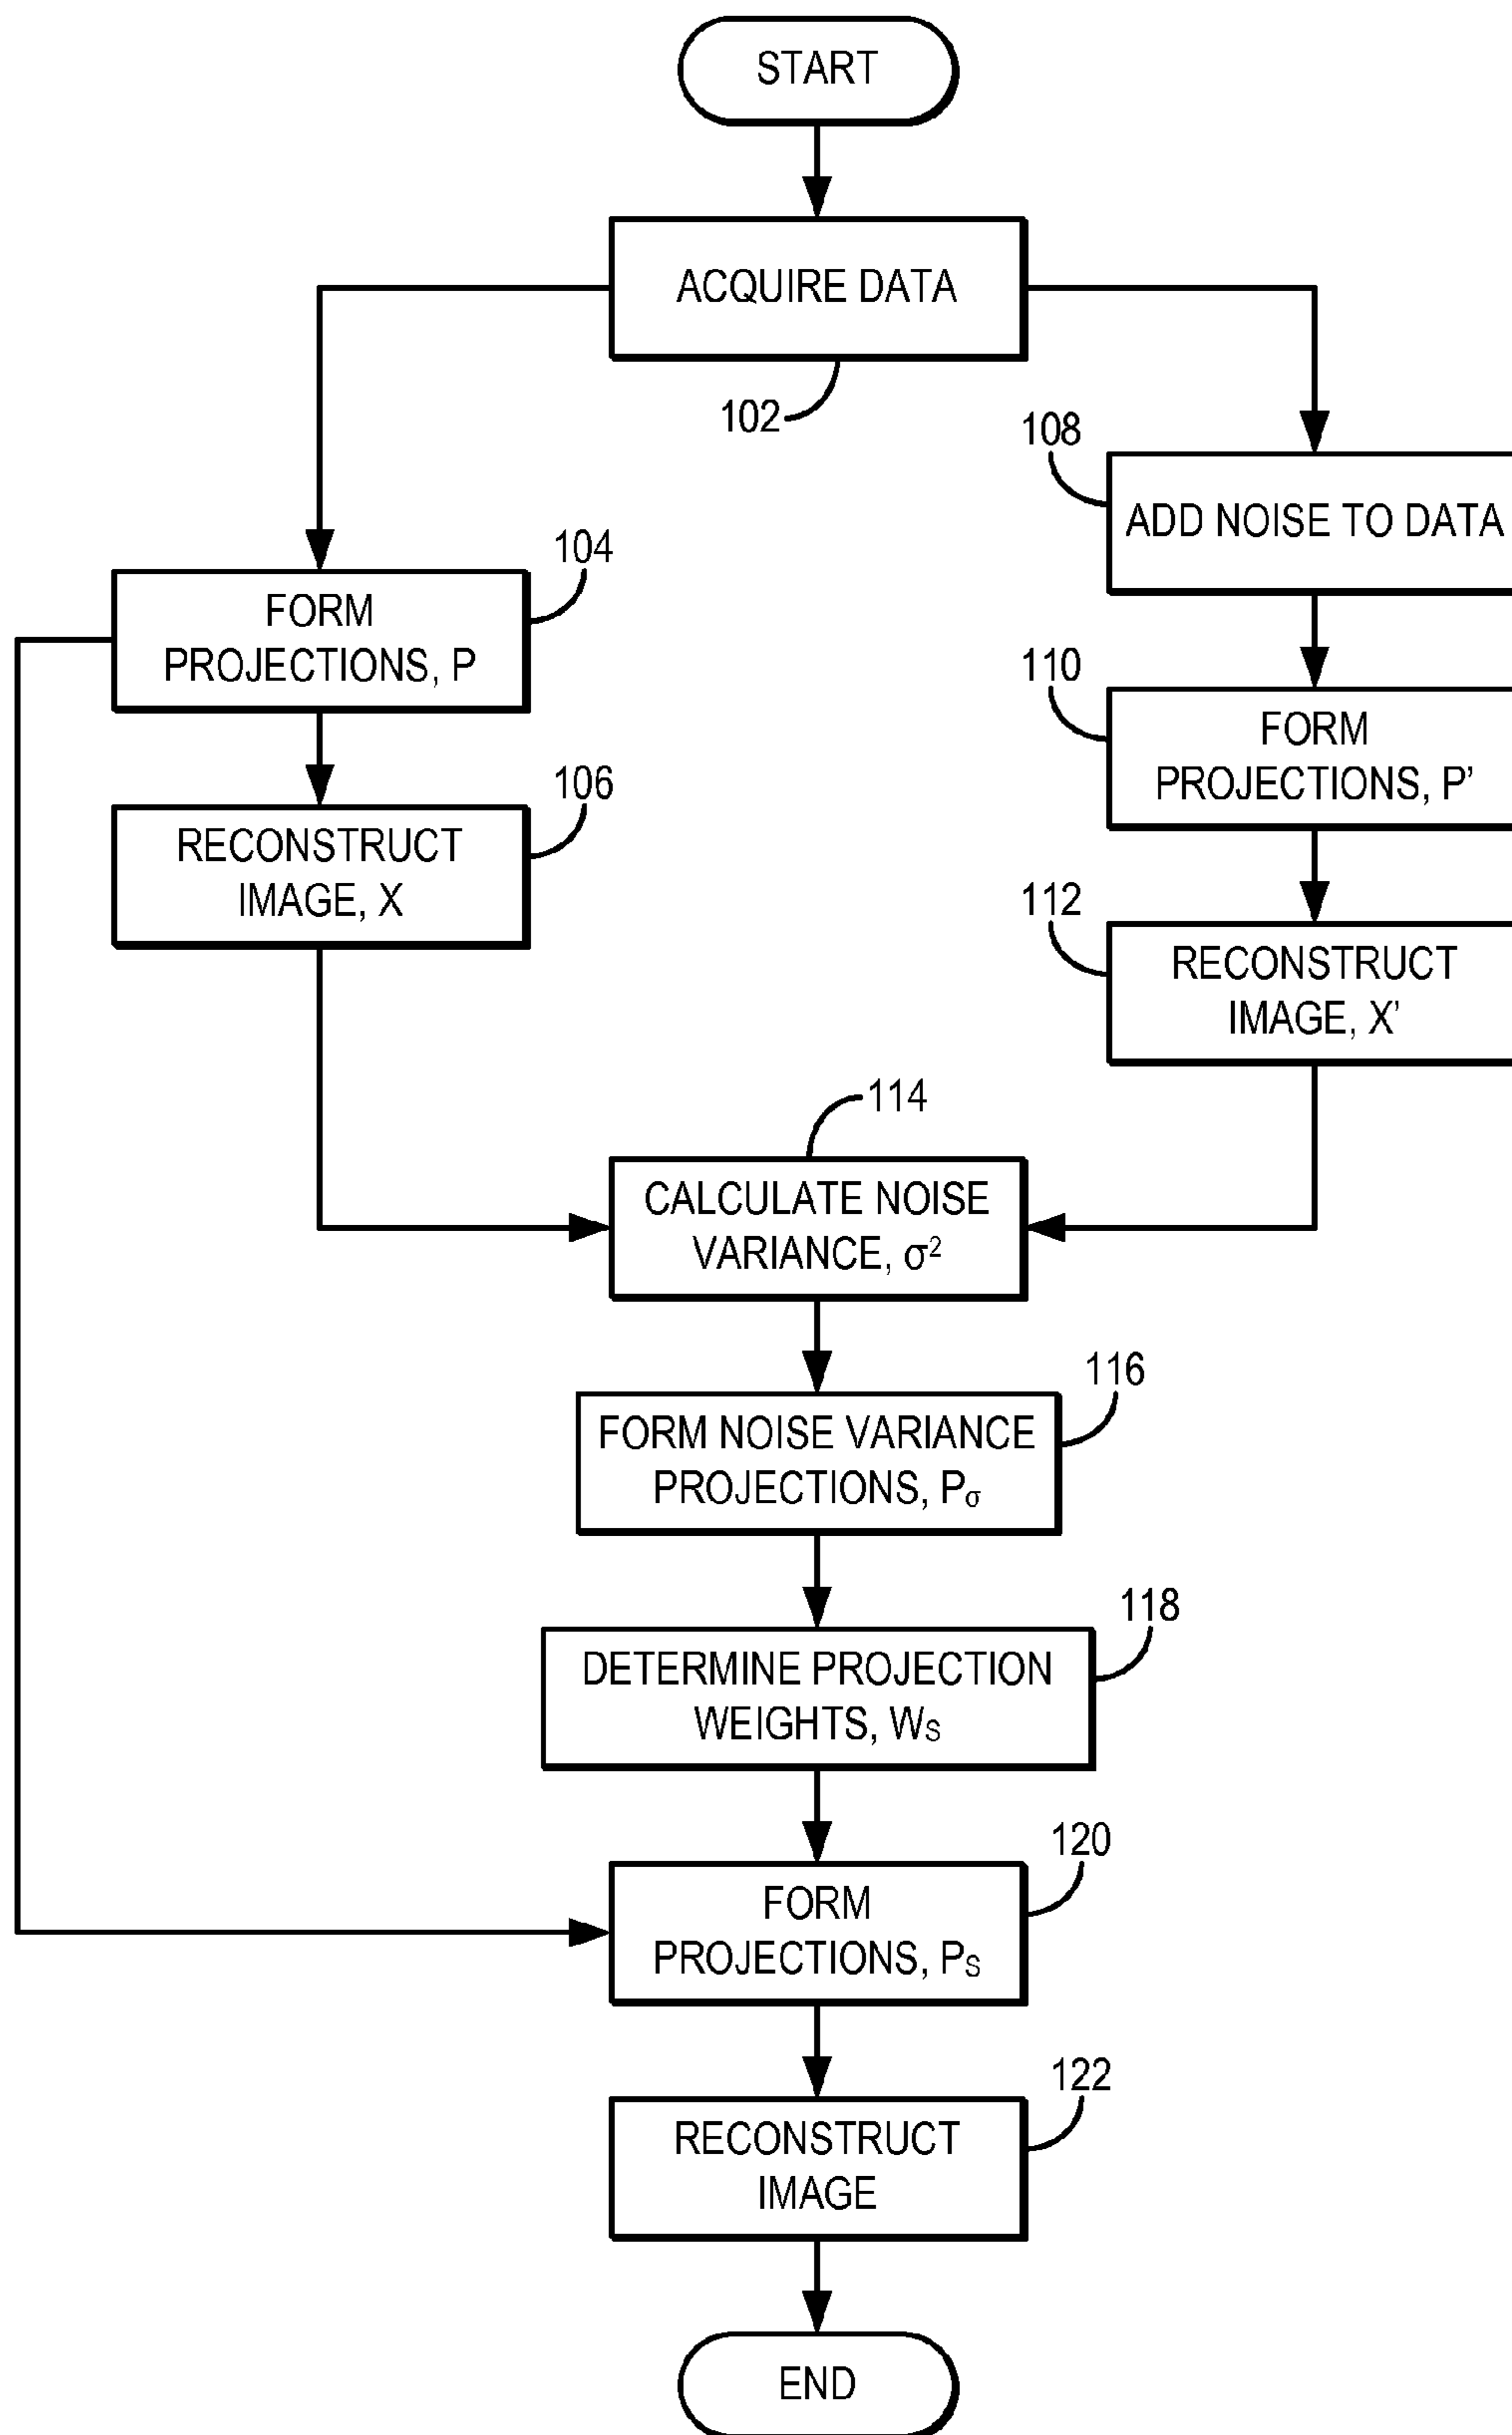 START
ACQUIRE DATA
102
108
ADD NOISE TO DATA
104
FORM
PROJECTIONS, P
110
FORM
PROJECTIONS, P'
106
RECONSTRUCT
IMAGE, X
112
RECONSTRUCT
IMAGE, X'
114
CALCULATE NOISE
VARIANCE, σ²
116
FORM NOISE VARIANCE
PROJECTIONS, Pσ
118
DETERMINE PROJECTION
WEIGHTS, WS
120
FORM
PROJECTIONS, PS
122
RECONSTRUCT
IMAGE
END